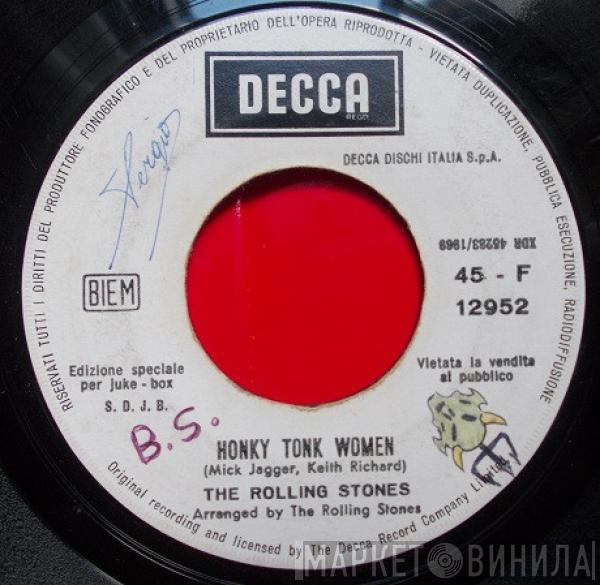 RISERVATI TUTTI I DIRITTI DEL PRODUTTORE FONOGRAFICO E DEL PROPRIETARIO DELL'OPERA RIPRODOTTA - VIETATA DUPLICAZIONE, PUBBLICA ESECUZIONE, RADIODIFFUSIONE
DECCA
REGD
Sergio
DECCA DISCHI ITALIA S.p.A.
XDR 45283/1969
BIEM
45 - F
12952
Edizione speciale
per juke - box
S. D. J. B.
Vietata la vendita
al pubblico
B.S.
HONKY TONK WOMEN
(Mick Jagger, Keith Richard)
THE ROLLING STONES
Arranged by The Rolling Stones
Original recording and licensed by The Decca Record Company Limited
МАРКЕТ ВИНИЛА!